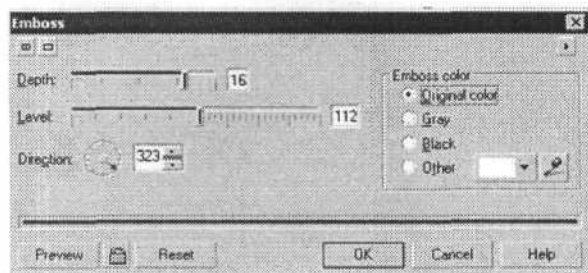 Emboss
Depth: 16
Level: 112
Direction: 323
Emboss color
Original color
Gray
Black
Other
Preview Reset OK Cancel Help